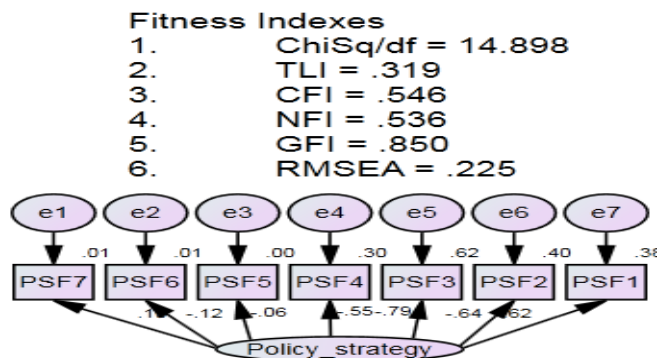 Fitness Indexes
1. ChiSq/df = 14.898
2. TLI = .319
3. CFI = .546
4. NFI = .536
5. GFI = .850
6. RMSEA = .225
e1 e2 e3 e4 e5 e6 e7
.01 .01 .00 .30 .62 .40 .38
PSF7 PSF6 PSF5 PSF4 PSF3 PSF2 PSF1
-.12 -.06 -.55 -.79 -.64
Policy_strategy